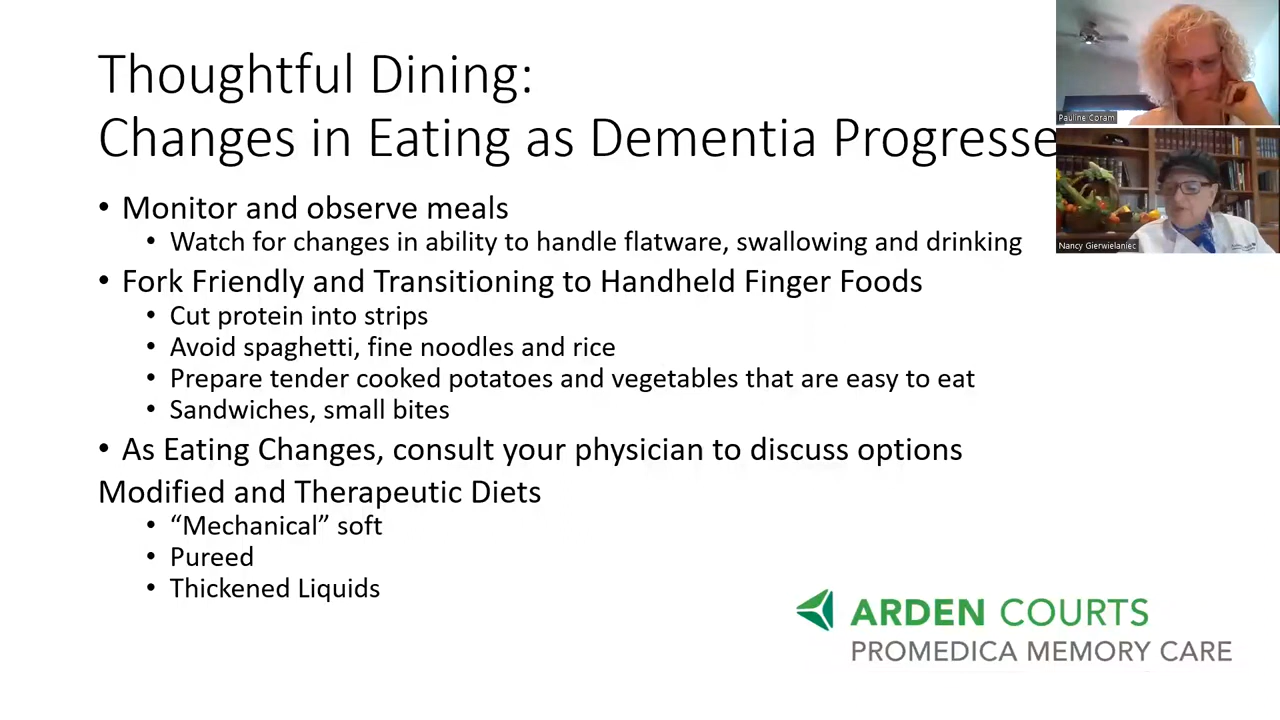 Thoughtful Dining:
Changes in Eating as Dementia Progresse
• Monitor and observe meals
• Watch for changes in ability to handle flatware, swallowing and drinking
• Fork Friendly and Transitioning to Handheld Finger Foods
• Cut protein into strips
• Avoid spaghetti, fine noodles and rice
• Prepare tender cooked potatoes and vegetables that are easy to eat
• Sandwiches, small bites
• As Eating Changes, consult your physician to discuss options
Modified and Therapeutic Diets
• “Mechanical” soft
• Pureed
• Thickened Liquids
ARDEN COURTS
PROMEDICA MEMORY CARE
Pauline Coram
Nancy Gierwielaniec